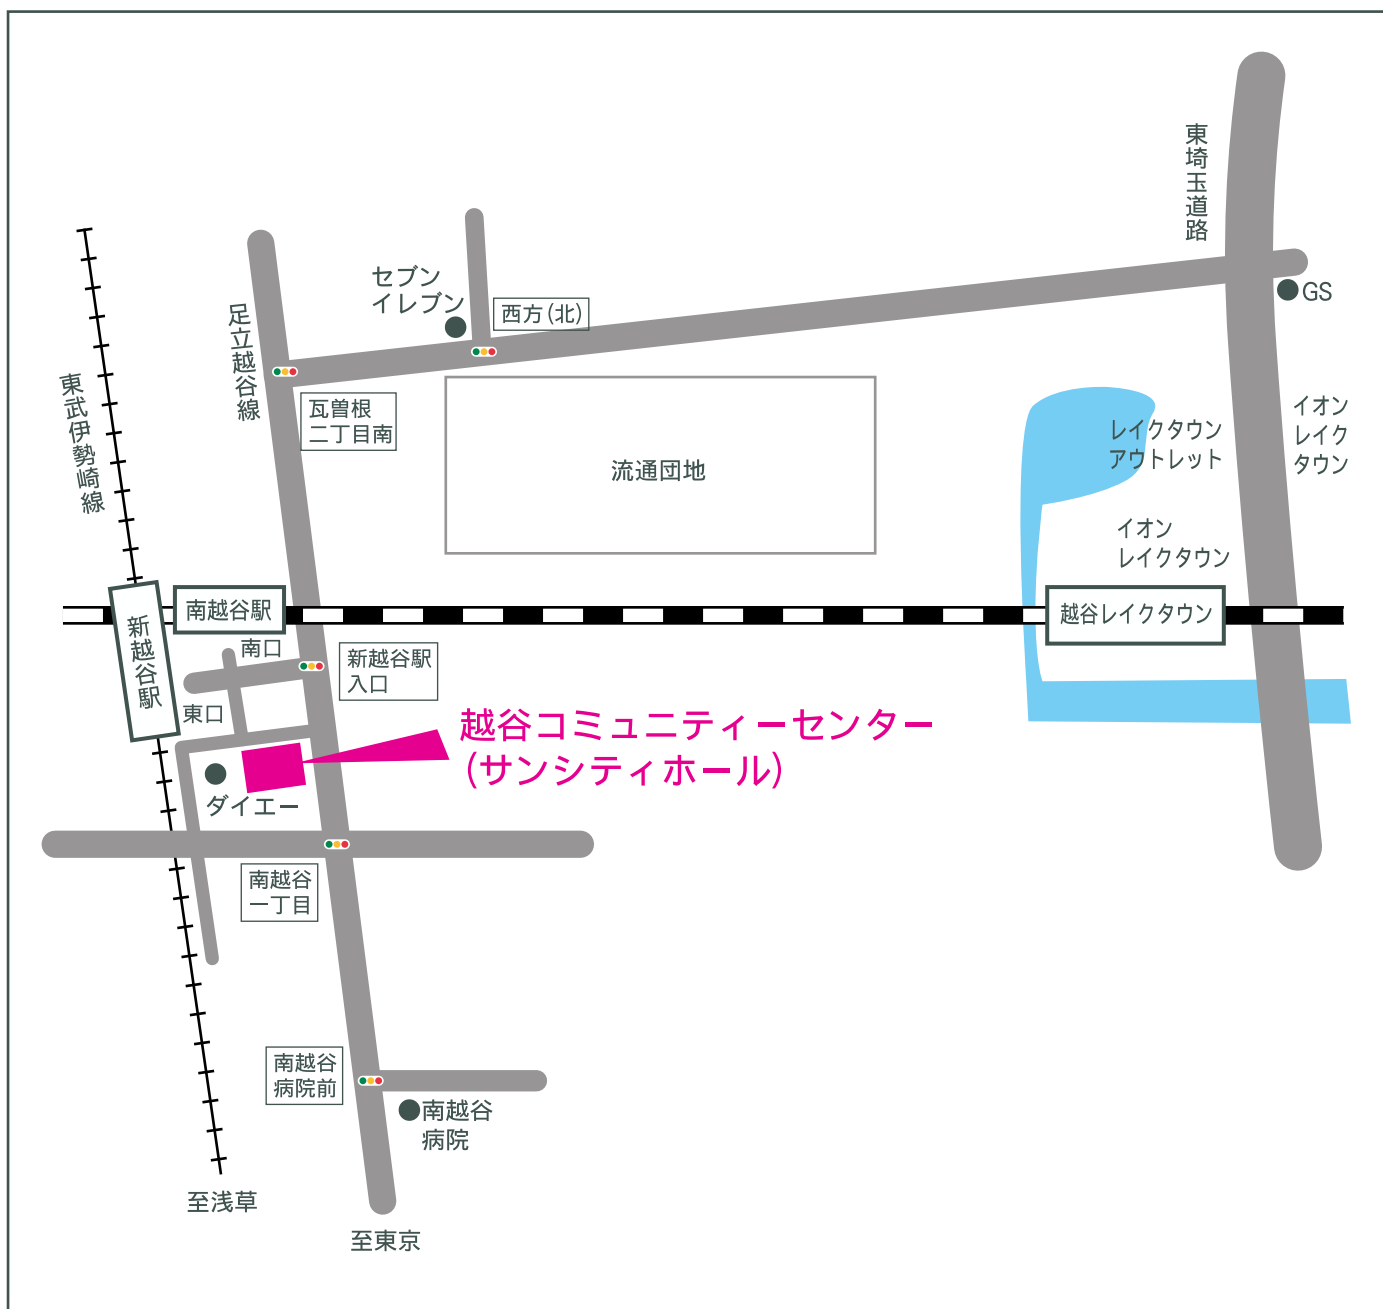 東埼玉道路
セブン
イレブン
西方(北)
GS
足立越谷線
東武伊勢崎線
瓦曽根
二丁目南
流通団地
レイクタウン
アウトレット
イオン
レイク
タウン
イオン
レイクタウン
新越谷駅
南越谷駅
越谷レイクタウン
南口
新越谷駅
入口
東口
越谷コミュニティーセンター
(サンシティホール)
ダイエー
南越谷
一丁目
南越谷
病院前
南越谷
病院
至浅草
至東京